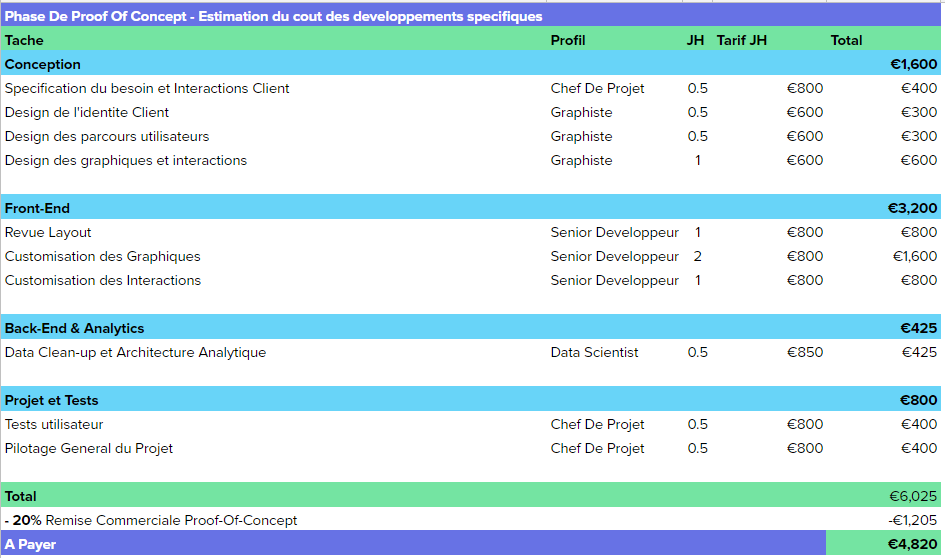 Phase De Proof Of Concept - Estimation du cout des developpements specifiques
Tache Profil JH Tarif JH Total
Conception €1,600
Specification du besoin et Interactions Client Chef De Projet 0.5 €800 €400
Design de l'identite Client Graphiste 0.5 €600 €300
Design des parcours utilisateurs Graphiste 0.5 €600 €300
Design des graphiques et interactions Graphiste 1 €600 €600
Front-End €3,200
Revue Layout Senior Developpeur 1 €800 €800
Customisation des Graphiques Senior Developpeur 2 €800 €1,600
Customisation des Interactions Senior Developpeur 1 €800 €800
Back-End & Analytics €425
Data Clean-up et Architecture Analytique Data Scientist 0.5 €850 €425
Projet et Tests €800
Tests utilisateur Chef De Projet 0.5 €800 €400
Pilotage General du Projet Chef De Projet 0.5 €800 €400
Total €6,025
- 20% Remise Commerciale Proof-Of-Concept -€1,205
A Payer €4,820